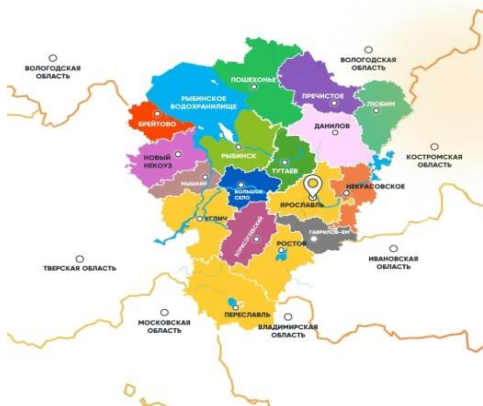 ВОЛОГОДСКАЯ
ОБЛАСТЬ
ВОЛОГОДСКАЯ
ОБЛАСТЬ
ПОШЕХОНЬЕ
РЫБИНСКОЕ
ВОДОХРАНИЛИЩЕ
ПРЕЧИСТОЕ
ЛЮБИМ
БРЕЙТОВО
ДАНИЛОВ
РЫБИНСК
НОВЫЙ
НЕКОУЗ
ТУТАЕВ
КОСТРОМСКАЯ
ОБЛАСТЬ
МЫШКИН
БОЛЬШОЕ
СЕЛО
НЕКРАСОВСКОЕ
ЯРОСЛАВЛЬ
УГЛИЧ
БОРИСОГЛЕБСКИЙ
ГАВРИЛОВ-ЯМ
РОСТОВ
ТВЕРСКАЯ ОБЛАСТЬ
ИВАНОВСКАЯ
ОБЛАСТЬ
ПЕРЕСЛАВЛЬ
МОСКОВСКАЯ
ОБЛАСТЬ
ВЛАДИМИРСКАЯ
ОБЛАСТЬ